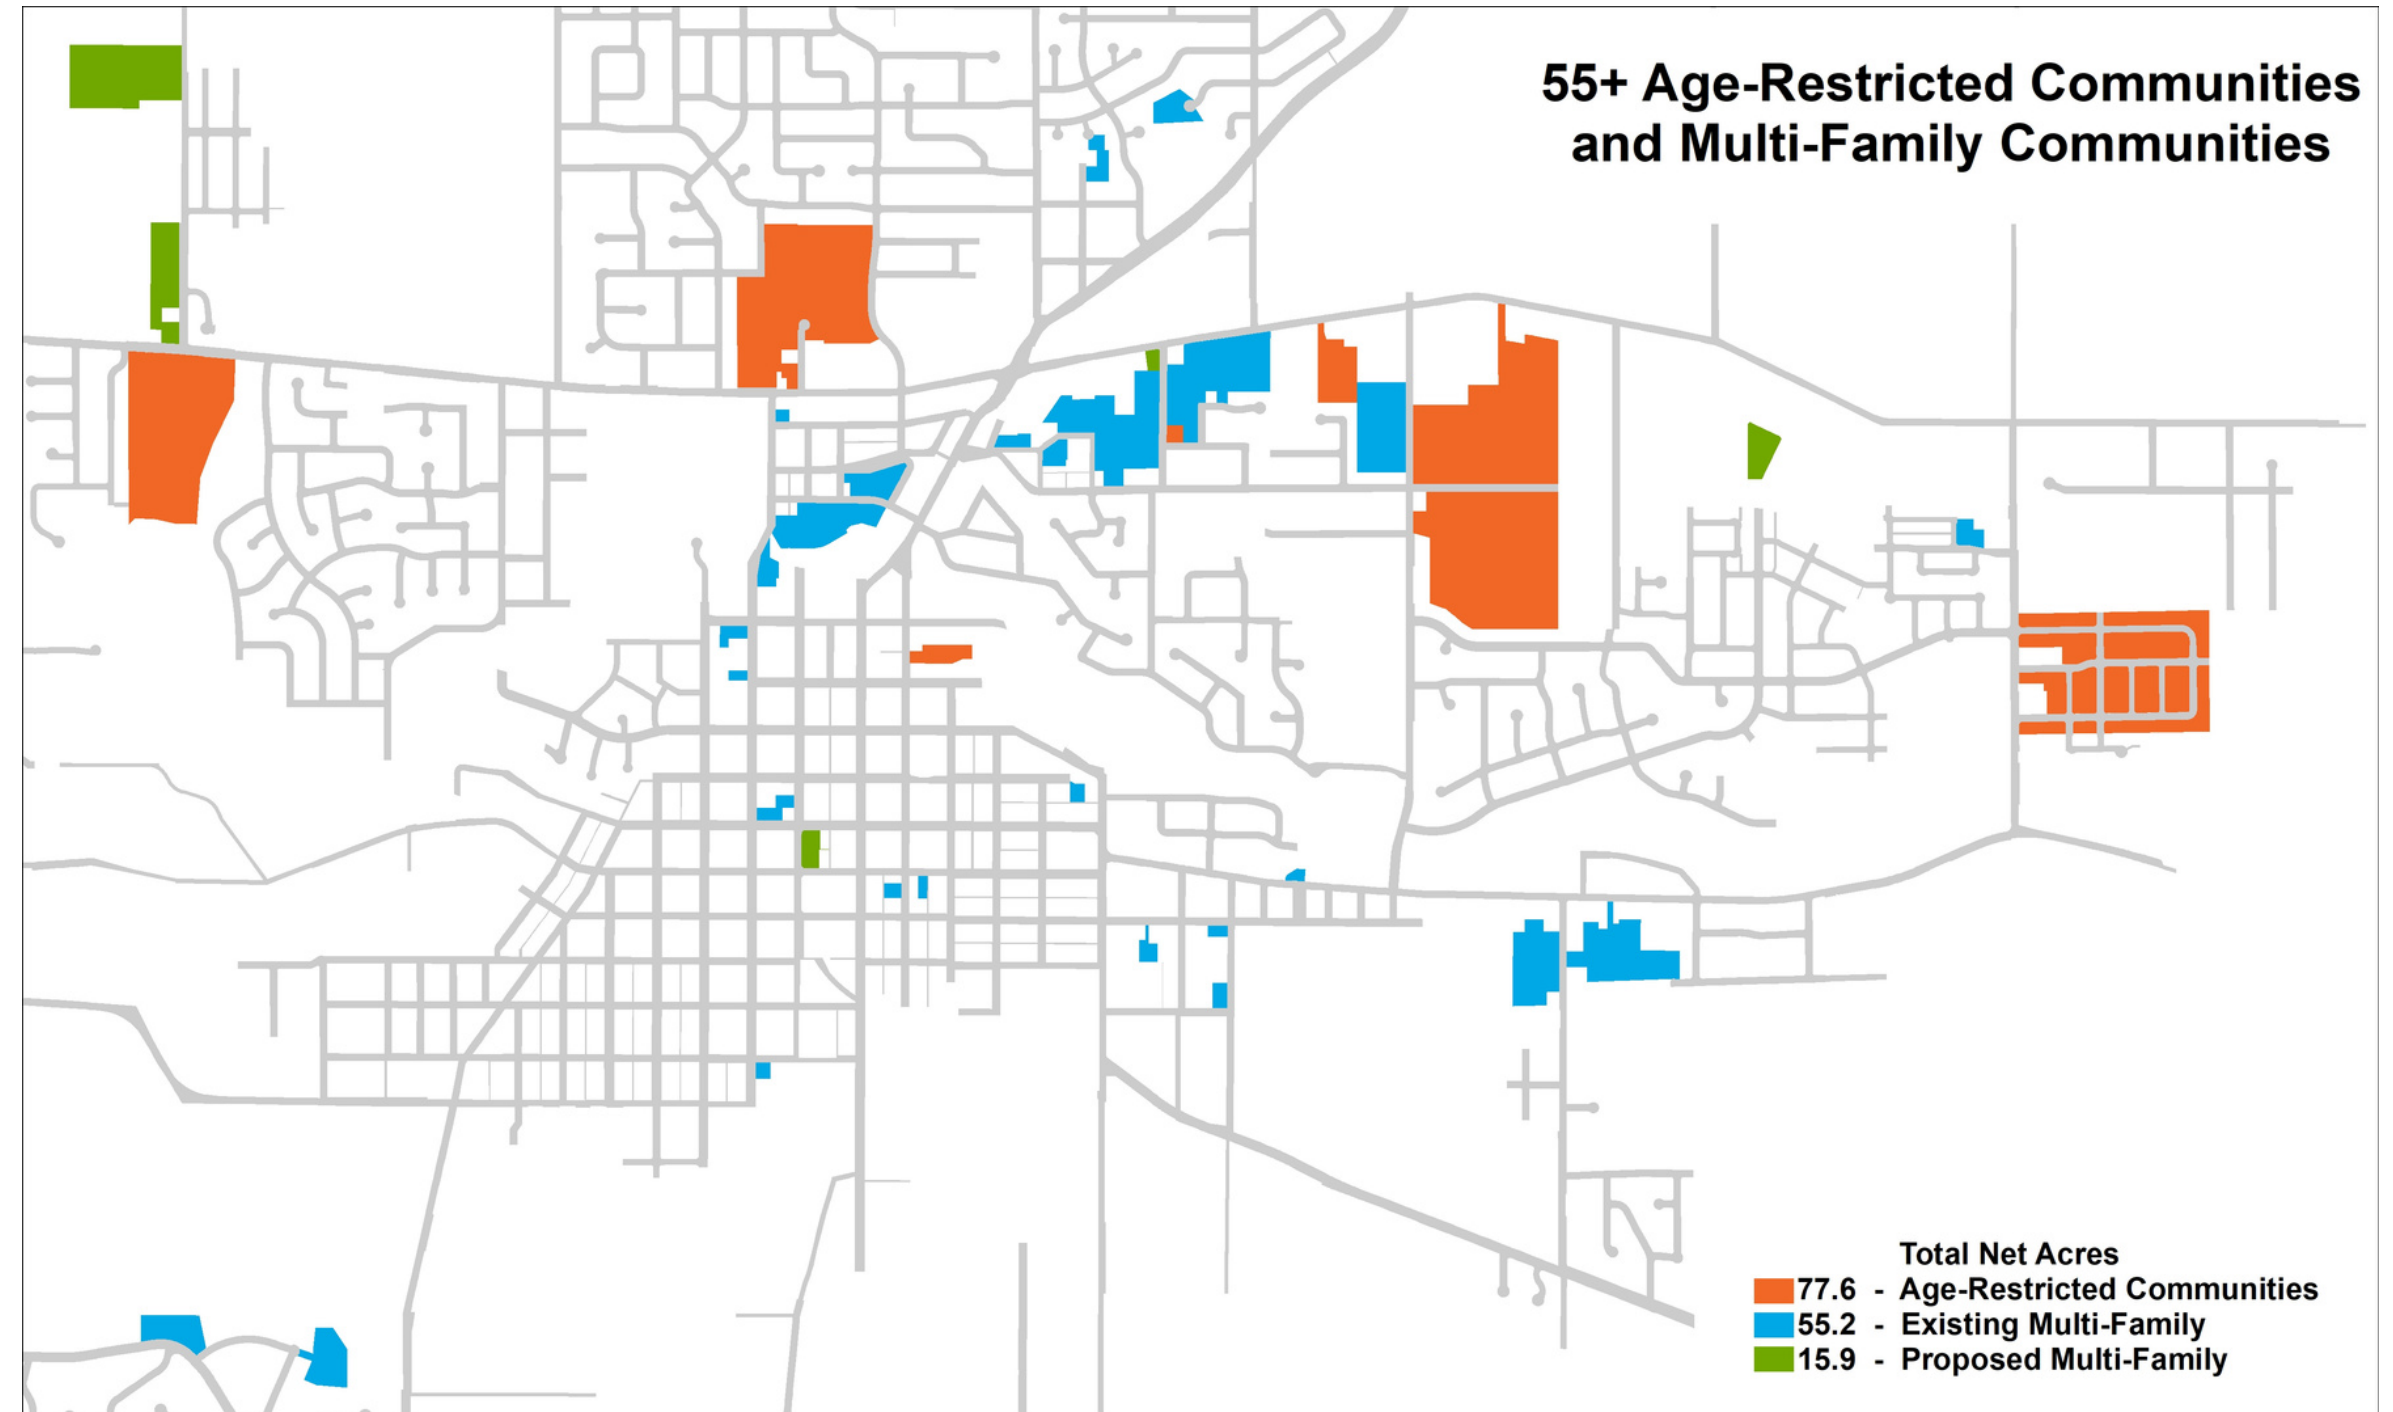 55+ Age-Restricted Communities
and Multi-Family Communities
Total Net Acres
77.6 - Age-Restricted Communities
55.2 - Existing Multi-Family
15.9 - Proposed Multi-Family